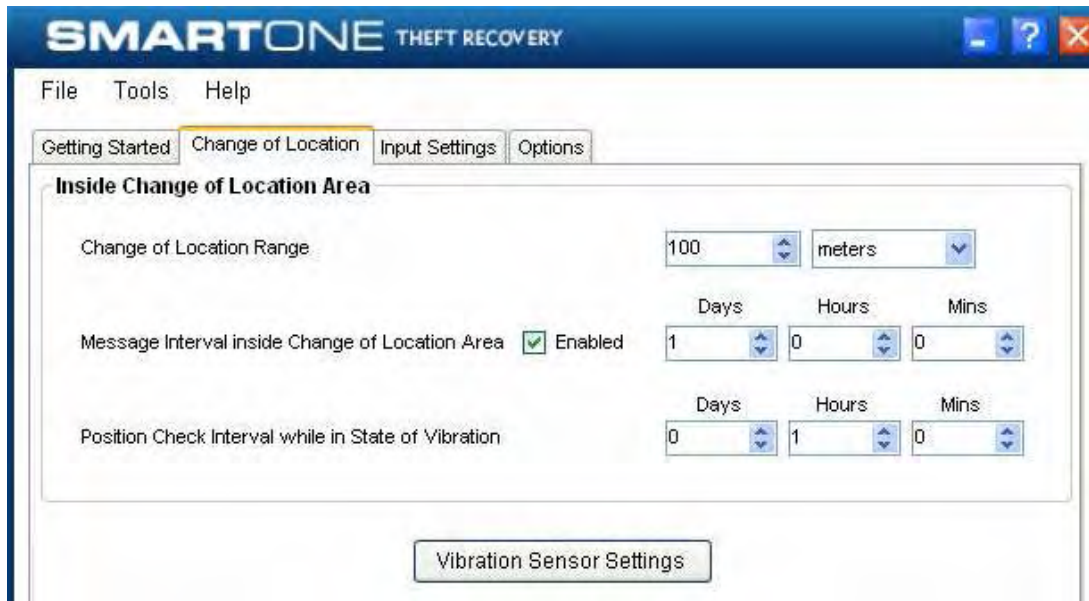 SMARTONE THEFT RECOVERY ?
File Tools Help
Getting Started Change of Location Input Settings Options
Inside Change of Location Area
Change of Location Range 100 meters
Days Hours Mins
Message Interval inside Change of Location Area Enabled 1 0 0
Days Hours Mins
Position Check Interval while in State of Vibration 0 1 0
Vibration Sensor Settings